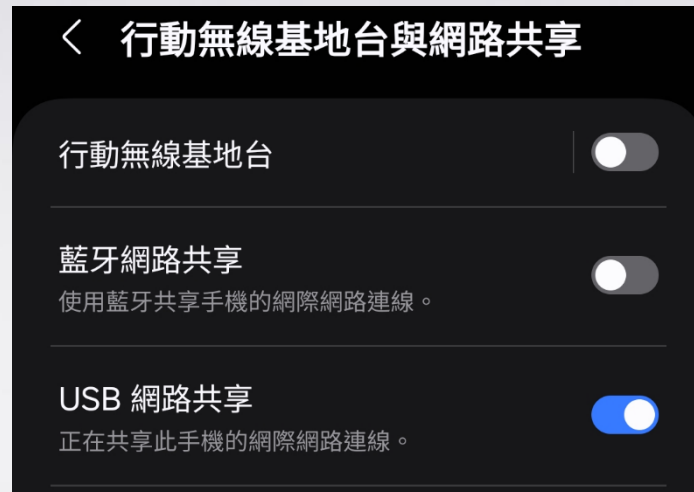 行動無線基地台與網路共享
行動無線基地台
藍牙網路共享
使用藍牙共享手機的網際網路連線。
USB 網路共享
正在共享此手機的網際網路連線。